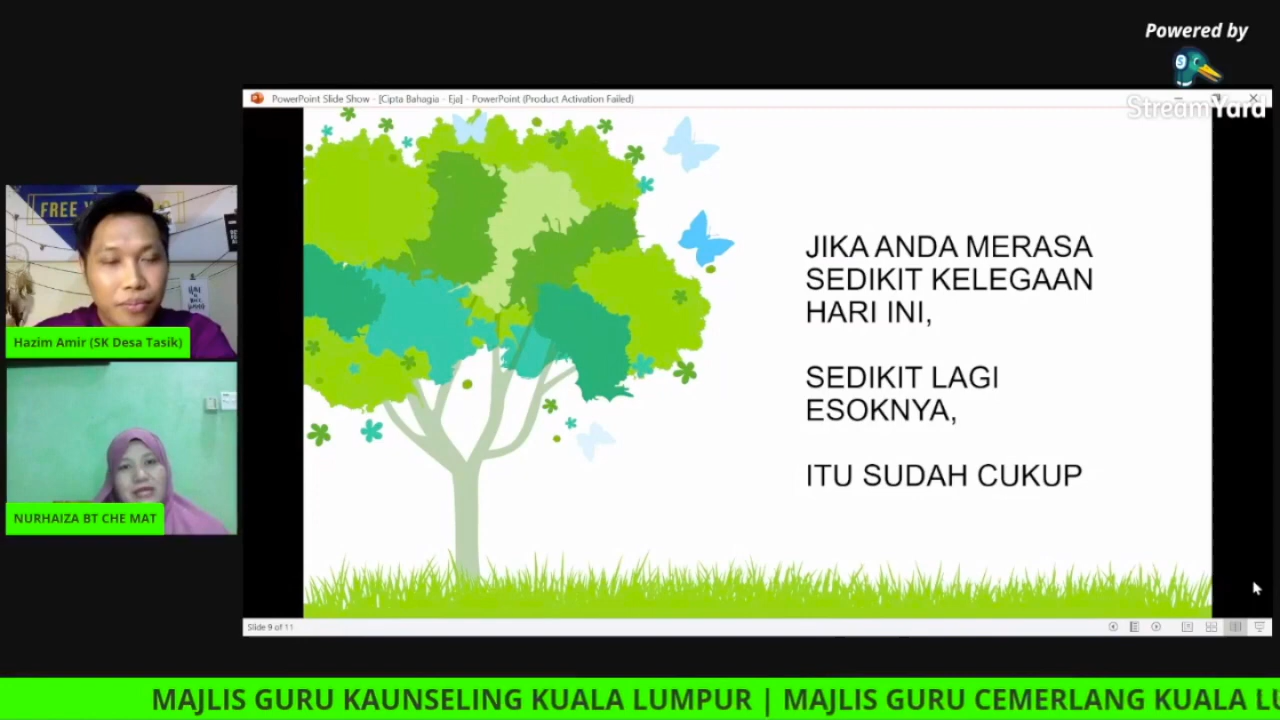 Powered by
StreamYard
PowerPoint Slide Show - [Cipta Bahagia - Eja] - PowerPoint (Product Activation Failed)
FREE
Hazim Amir (SK Desa Tasik)
NURHAIZA BT CHE MAT
JIKA ANDA MERASA
SEDIKIT KELEGAAN
HARI INI,
SEDIKIT LAGI
ESOKNYA,
ITU SUDAH CUKUP
Slide 9 of 11
MAJLIS GURU KAUNSELING KUALA LUMPUR | MAJLIS GURU CEMERLANG KUALA LU